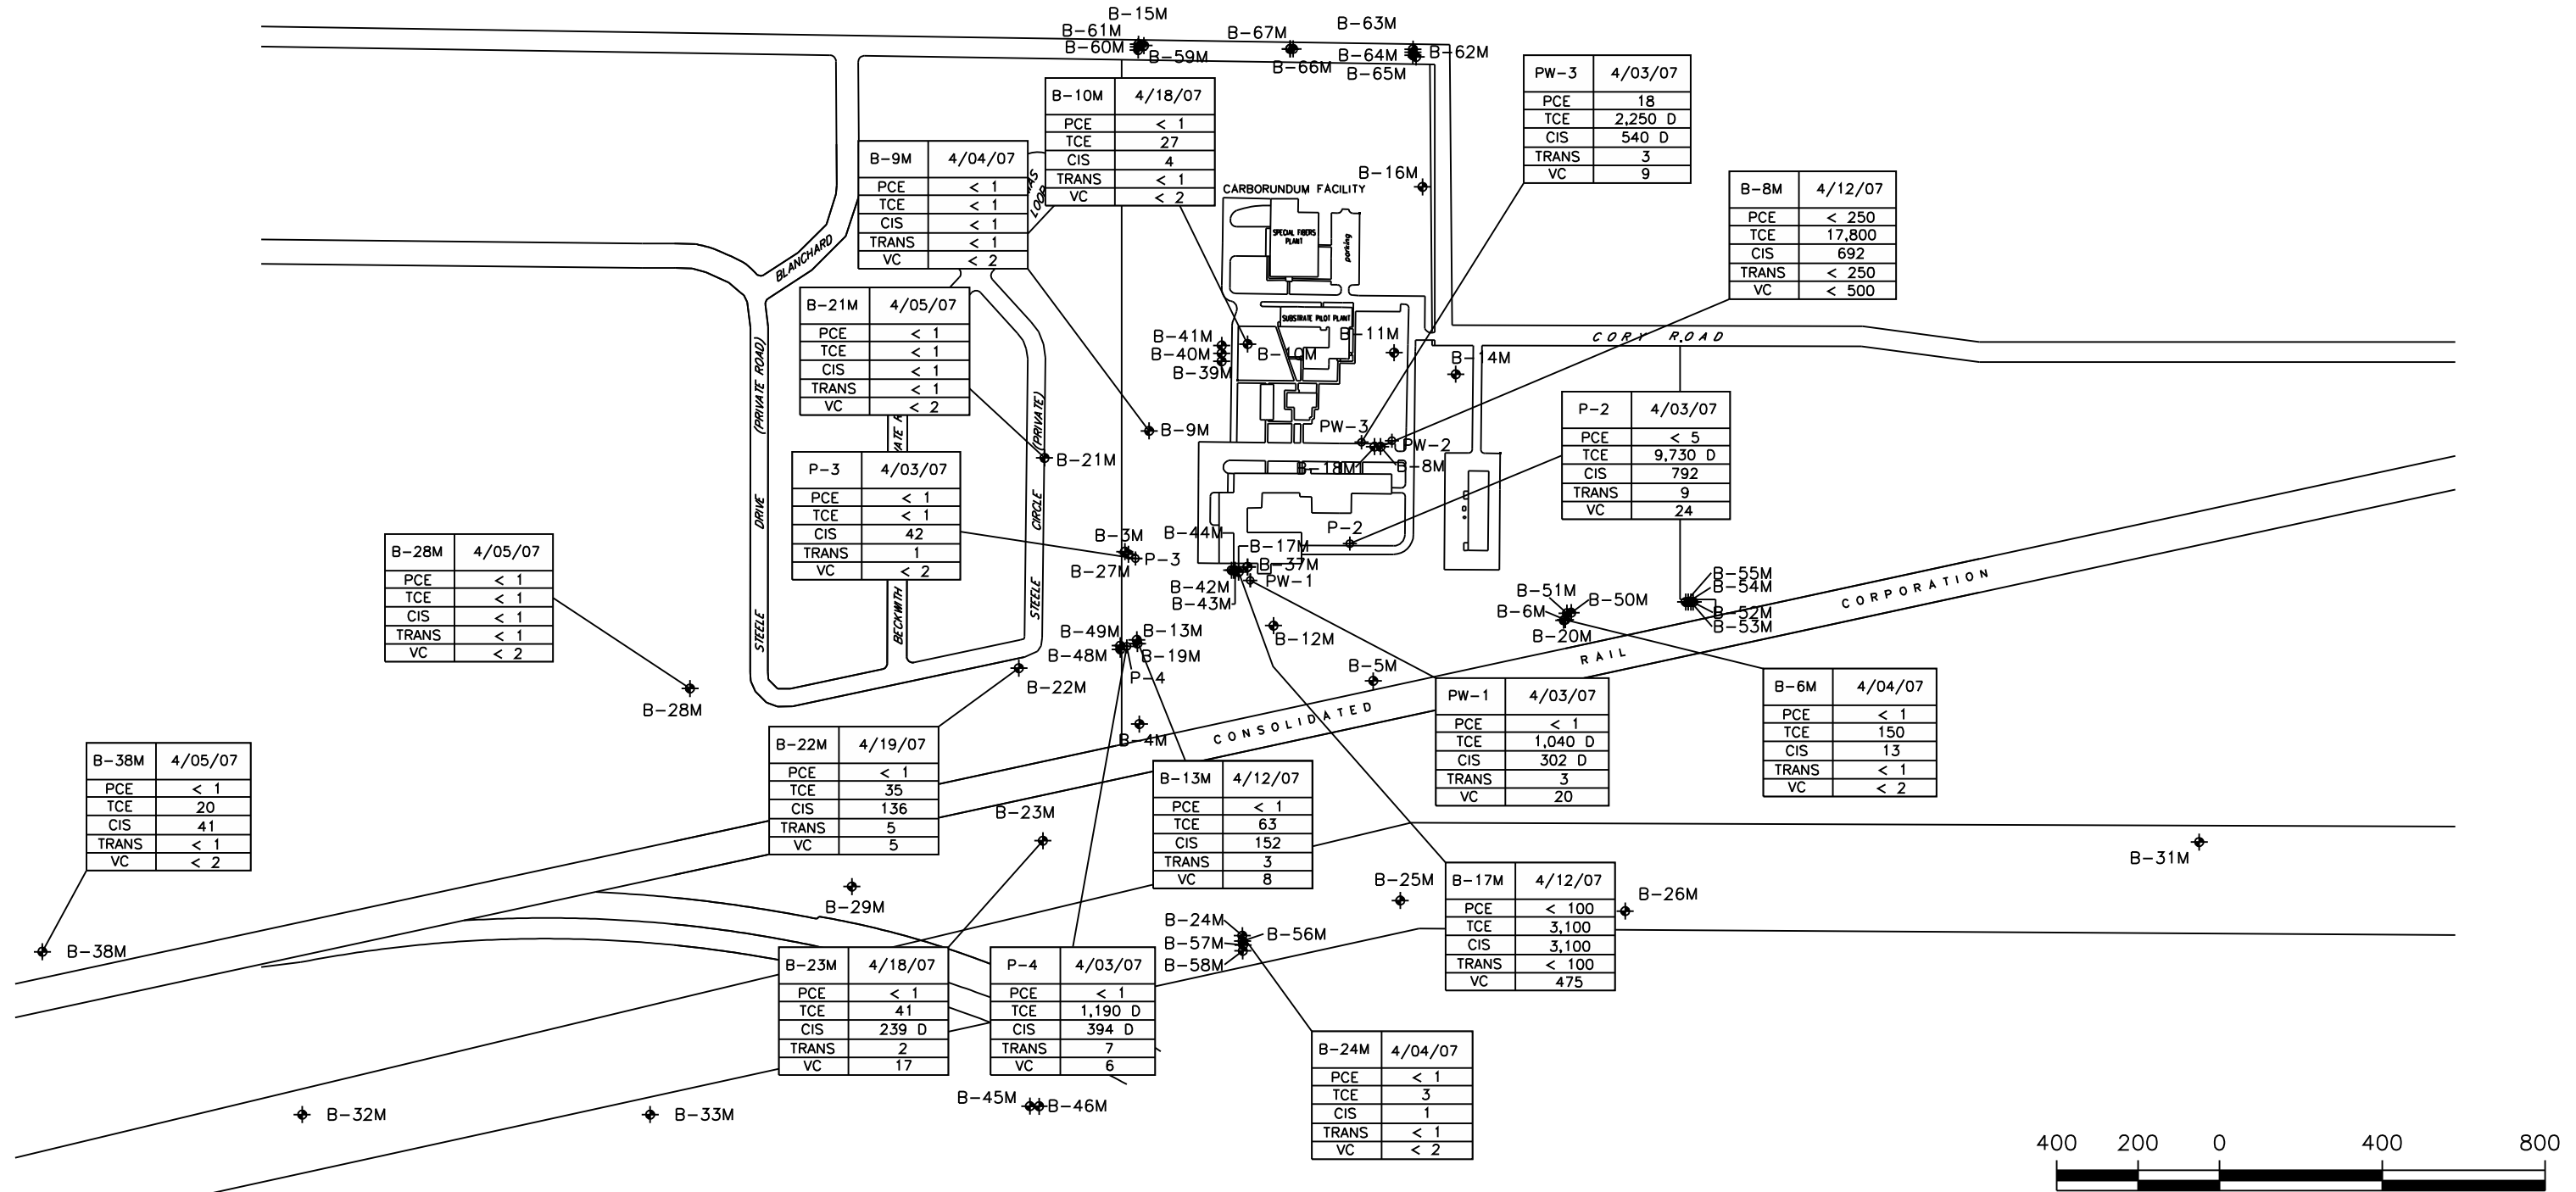 B-15M
B-61M
B-60M
B-59M
B-67M
B-66M
B-63M
B-64M
B-62M
B-65M
PW-3 4/03/07
PCE 18
TCE 2,250 D
CIS 540 D
TRANS 3
VC 9
B-10M 4/18/07
PCE < 1
TCE 27
CIS 4
TRANS < 1
VC < 2
B-9M 4/04/07
PCE < 1
TCE < 1
CIS < 1
TRANS < 1
VC < 2
B-16M
CARBORUNDUM FACILITY
SPECIAL FIBERS
PLANT
parking
B-8M 4/12/07
PCE < 250
TCE 17,800
CIS 692
TRANS < 250
VC < 500
BLANCHARD
B-21M 4/05/07
PCE < 1
TCE < 1
CIS < 1
TRANS < 1
VC < 2
SUBSTRATE PILOT PLANT
B-41M
B-40M
B-39M
B-10M
B-11M
B-14M
CORY ROAD
STEELE DRIVE (PRIVATE ROAD)
STEELE CIRCLE (PRIVATE)
BECKWITH
P-2 4/03/07
PCE < 5
TCE 9,730 D
CIS 792
TRANS 9
VC 24
B-9M
B-21M
PW-3
PW-2
B-18M
B-8M
P-3 4/03/07
PCE < 1
TCE < 1
CIS 42
TRANS 1
VC < 2
B-3M
P-3
B-27M
B-44M
B-17M
B-37M
PW-1
B-42M
B-43M
P-2
B-28M 4/05/07
PCE < 1
TCE < 1
CIS < 1
TRANS < 1
VC < 2
B-51M
B-50M
B-6M
B-20M
B-55M
B-54M
B-52M
B-53M
CONSOLIDATED RAIL CORPORATION
B-49M
B-13M
B-48M
B-19M
P-4
B-12M
B-5M
B-22M
B-28M
B-4M
PW-1 4/03/07
PCE < 1
TCE 1,040 D
CIS 302 D
TRANS 3
VC 20
B-6M 4/04/07
PCE < 1
TCE 150
CIS 13
TRANS < 1
VC < 2
B-22M 4/19/07
PCE < 1
TCE 35
CIS 136
TRANS 5
VC 5
B-38M 4/05/07
PCE < 1
TCE 20
CIS 41
TRANS < 1
VC < 2
B-13M 4/12/07
PCE < 1
TCE 63
CIS 152
TRANS 3
VC 8
B-23M
B-31M
B-29M
B-25M
B-17M 4/12/07
PCE < 100
TCE 3,100
CIS 3,100
TRANS < 100
VC 475
B-26M
B-24M
B-56M
B-57M
B-58M
B-38M
B-23M 4/18/07
PCE < 1
TCE 41
CIS 239 D
TRANS 2
VC 17
P-4 4/03/07
PCE < 1
TCE 1,190 D
CIS 394 D
TRANS 7
VC 6
B-24M 4/04/07
PCE < 1
TCE 3
CIS 1
TRANS < 1
VC < 2
B-45M
B-46M
B-32M
B-33M
400 200 0 400 800